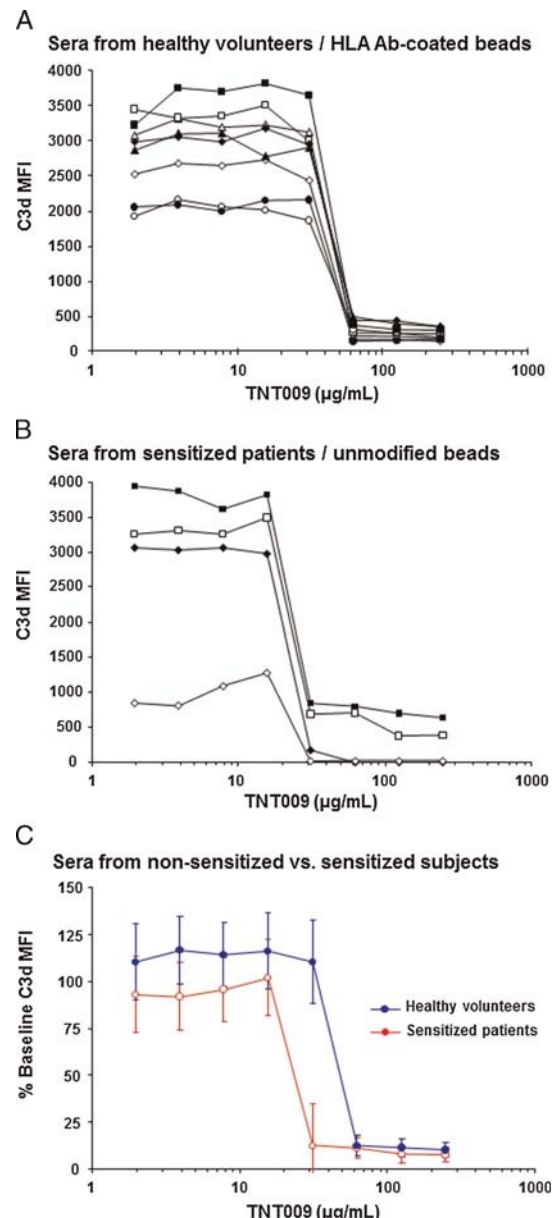 A
Sera from healthy volunteers / HLA Ab-coated beads
4000
3500
3000
2500
2000
1500
1000
500
0
C3d MFI
1 10 100 1000
TNT009 (µg/mL)
B
Sera from sensitized patients / unmodified beads
4000
3500
3000
2500
2000
1500
1000
500
0
C3d MFI
1 10 100 1000
TNT009 (µg/mL)
C
Sera from non-sensitized vs. sensitized subjects
150
125
100
75
50
25
0
% Baseline C3d MFI
Healthy volunteers
Sensitized patients
1 10 100 1000
TNT009 (µg/mL)